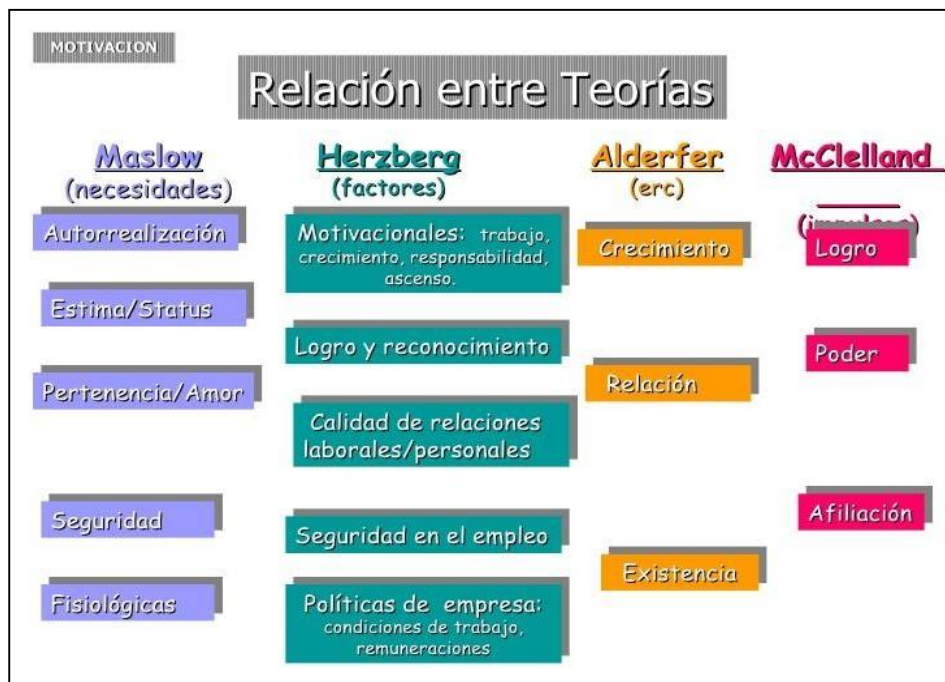 MOTIVACION
Relación entre Teorías
Maslow
(necesidades)
Autorrealización
Estima/Status
Pertenencia/Amor
Seguridad
Fisiológicas
Herzberg
(factores)
Motivacionales: trabajo,
crecimiento, responsabilidad,
ascenso.
Logro y reconocimiento
Calidad de relaciones
laborales/personales
Seguridad en el empleo
Políticas de empresa:
condiciones de trabajo,
remuneraciones
Alderfer
(erc)
Crecimiento
Relación
Existencia
McClelland
Logro
Poder
Afiliación